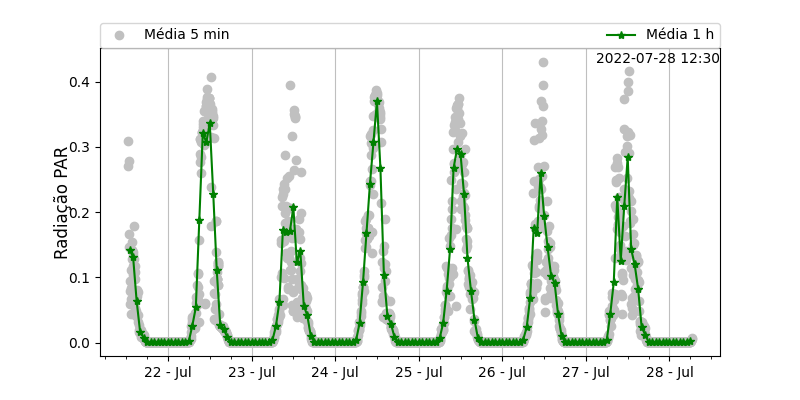 Média 5 min
Média 1 h
2022-07-28 12:30
Radiação PAR
0.4
0.3
0.2
0.1
0.0
22 - Jul
23 - Jul
24 - Jul
25 - Jul
26 - Jul
27 - Jul
28 - Jul